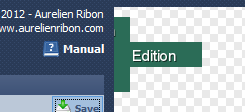 2012 - Aurelien Ribon
www.aurelienribon.com
? Manual
Edition
Save